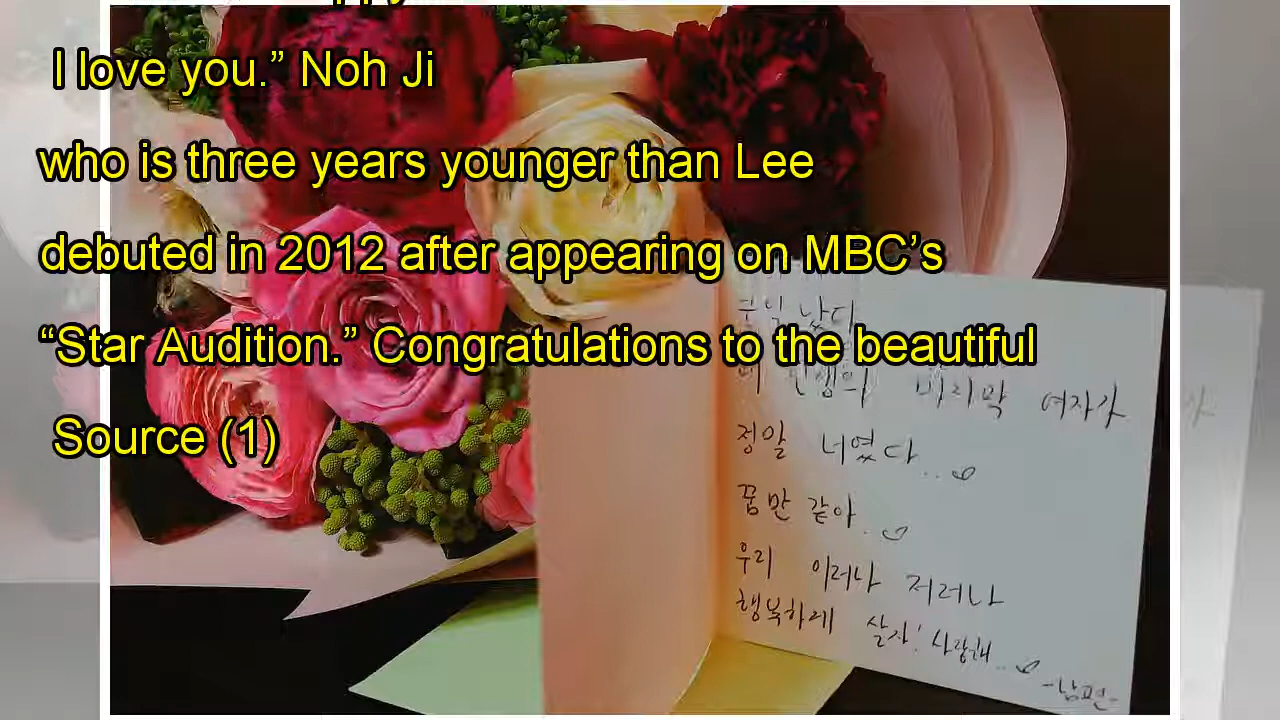 I love you.” Noh Ji
who is three years younger than Lee
debuted in 2012 after appearing on MBC’s
“Star Audition.” Congratulations to the beautiful
Source (1)
마지막 여자가
정말 너였다..
꿈만 같아.
우리 이러나 저러나
행복하게 살자! 사랑해..
-남편-